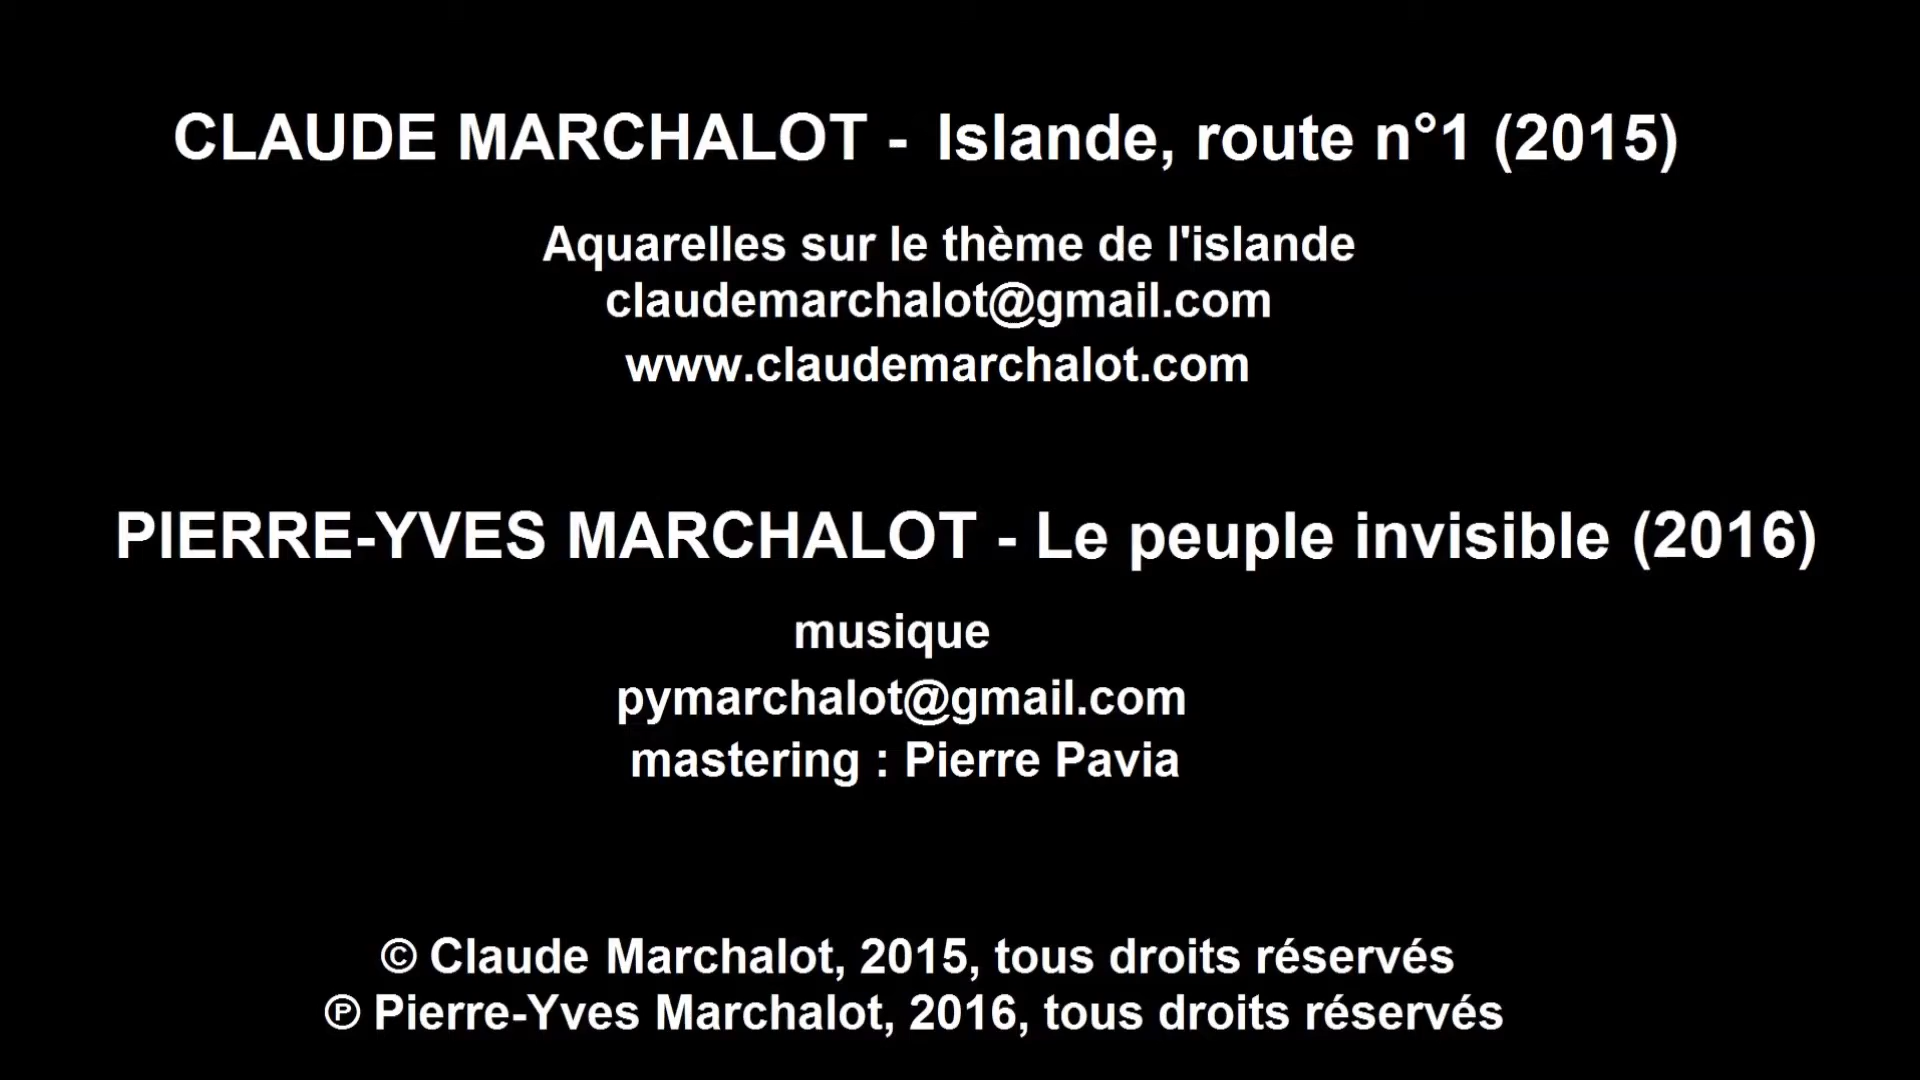 CLAUDE MARCHALOT - Islande, route n°1 (2015)
Aquarelles sur le thème de l'islande
claudemarchalot@gmail.com
www.claudemarchalot.com
PIERRE-YVES MARCHALOT - Le peuple invisible (2016)
musique
pymarchalot@gmail.com
mastering : Pierre Pavia
© Claude Marchalot, 2015, tous droits réservés
℗ Pierre-Yves Marchalot, 2016, tous droits réservés